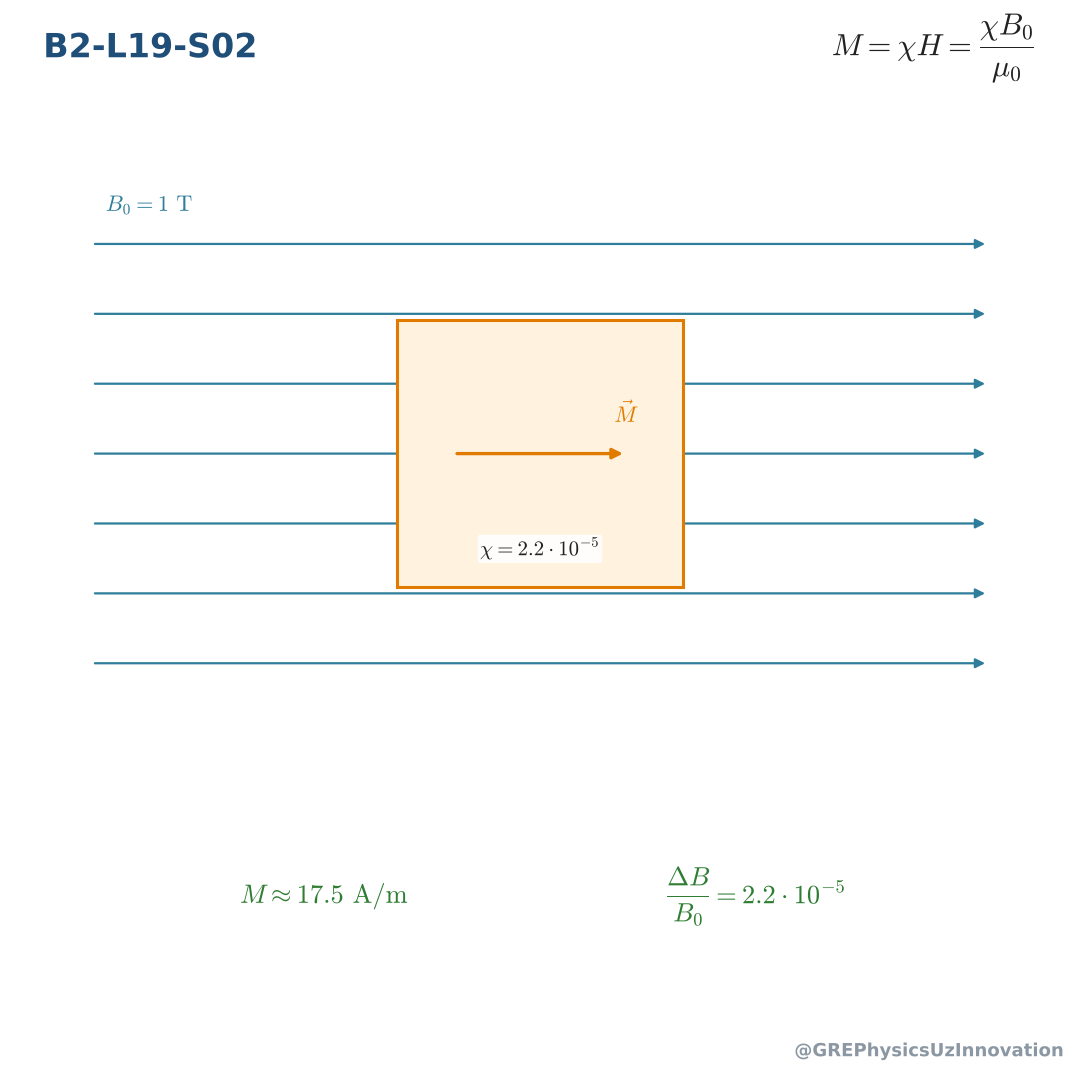 B2-L19-S02
M = χH = χB₀/μ₀
B₀ = 1 T
M⃗
χ = 2.2 · 10⁻⁵
M ≈ 17.5 A/m
ΔB/B₀ = 2.2 · 10⁻⁵
@GREPhysicsUzInnovation